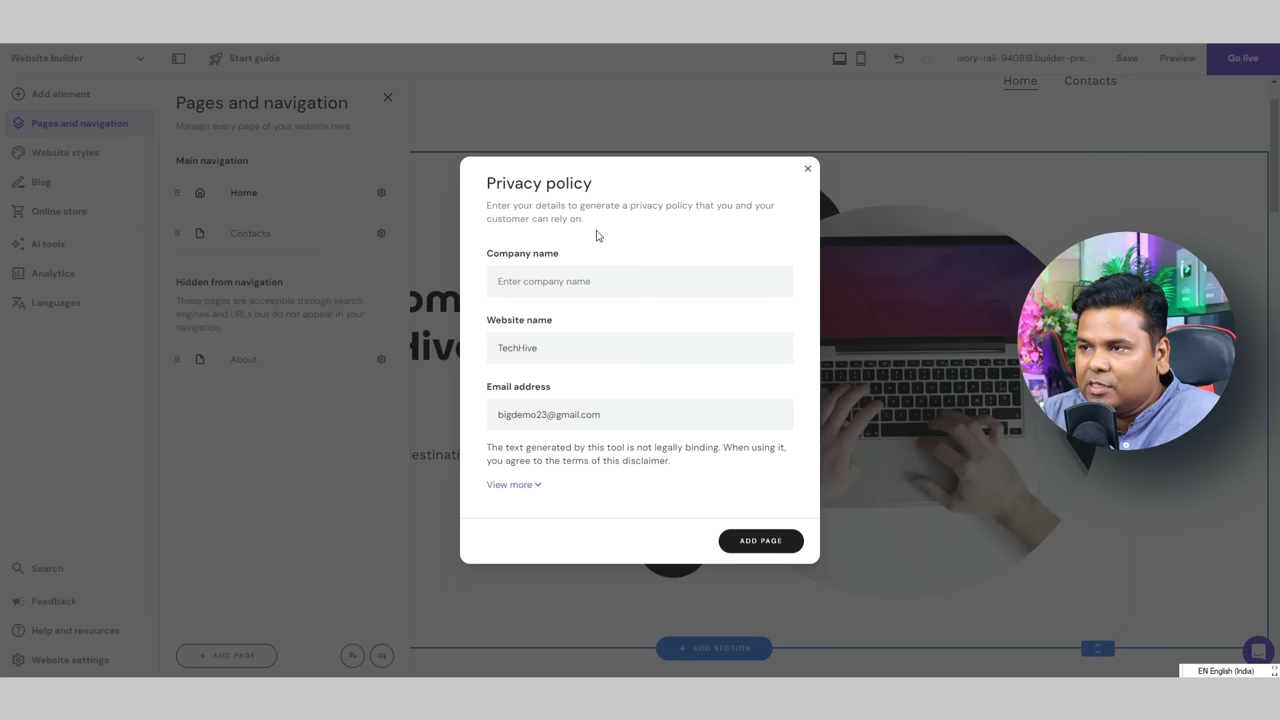 Website builder
Start guide
ivory-rail-940818.builder-pre...
Save
Preview
Go live
Add element
Pages and navigation
Website styles
Blog
Online store
AI tools
Analytics
Languages
Search
Feedback
Help and resources
Website settings
Pages and navigation
Manage every page of your website here
Main navigation
Home
Contacts
Hidden from navigation
These pages are accessible through search
engines and URLs but do not appear in your
navigation.
About
+ ADD PAGE
Home
Contacts
om
Hive
destinati
Privacy policy
Enter your details to generate a privacy policy that you and your
customer can rely on.
Company name
Enter company name
Website name
TechHive
Email address
bigdemo23@gmail.com
The text generated by this tool is not legally binding. When using it,
you agree to the terms of this disclaimer.
View more
ADD PAGE
+ ADD SECTION
EN English (India)